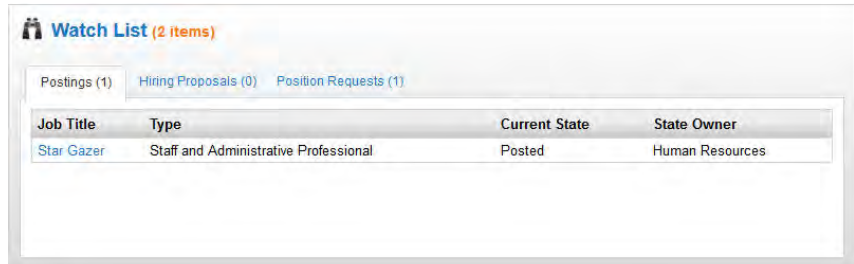 Watch List (2 items)
Postings (1) Hiring Proposals (0) Position Requests (1)
Job Title Type Current State State Owner
Star Gazer Staff and Administrative Professional Posted Human Resources